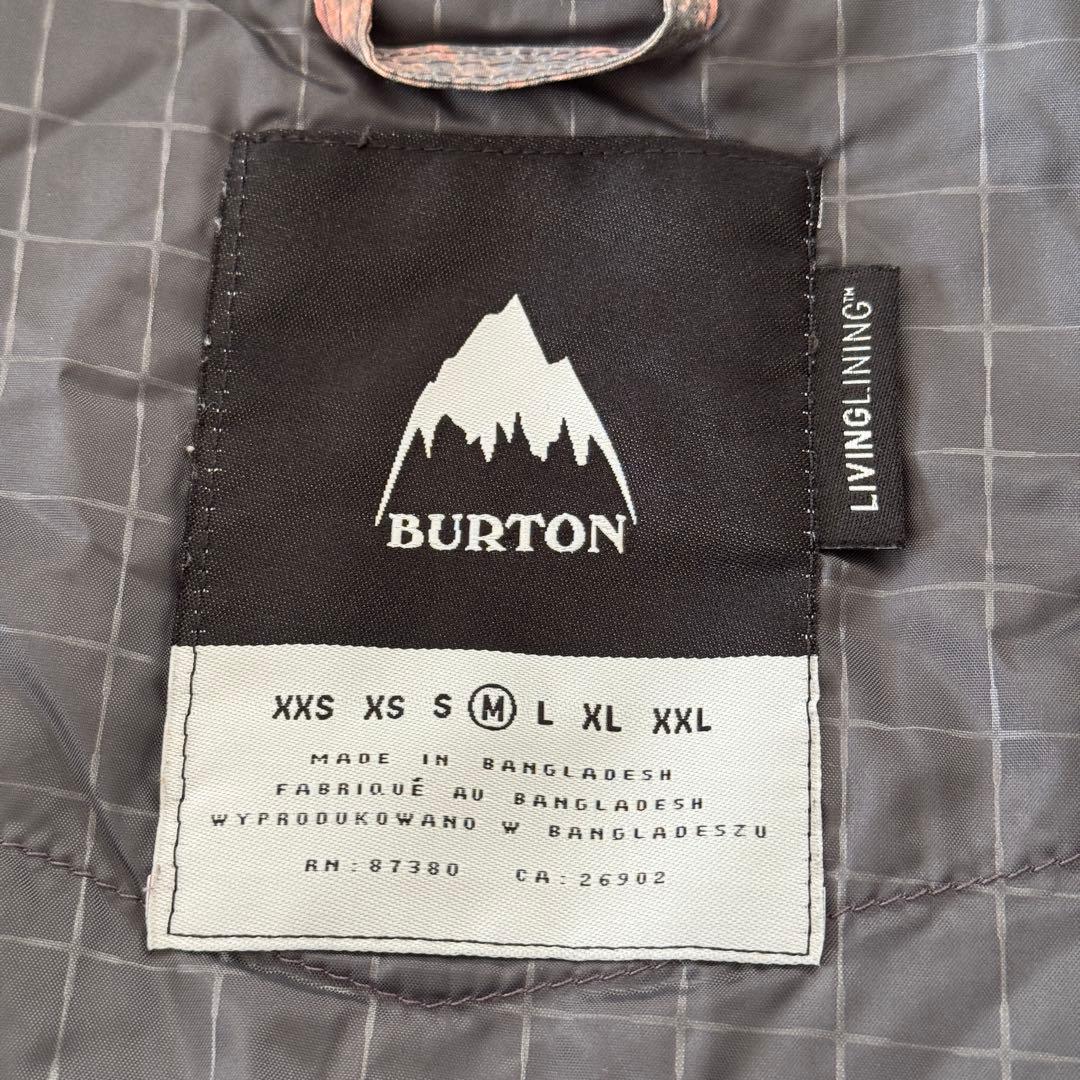 BURTON
LIVINGLINING™
XXS XS S M L XL XXL
MADE IN BANGLADESH
FABRIQUÉ AU BANGLADESH
WYPRODUKOWANO W BANGLADESZU
RN: 87380 CA: 26902